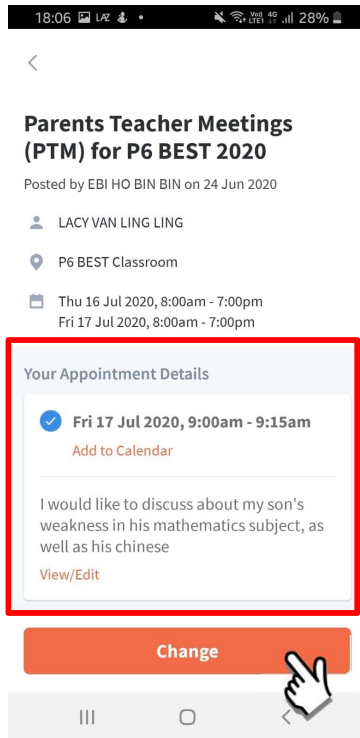 18:06 LAZ 28%
Parents Teacher Meetings
(PTM) for P6 BEST 2020
Posted by EBI HO BIN BIN on 24 Jun 2020
LACY VAN LING LING
P6 BEST Classroom
Thu 16 Jul 2020, 8:00am - 7:00pm
Fri 17 Jul 2020, 8:00am - 7:00pm
Your Appointment Details
Fri 17 Jul 2020, 9:00am - 9:15am
Add to Calendar
I would like to discuss about my son's
weakness in his mathematics subject, as
well as his chinese
View/Edit
Change